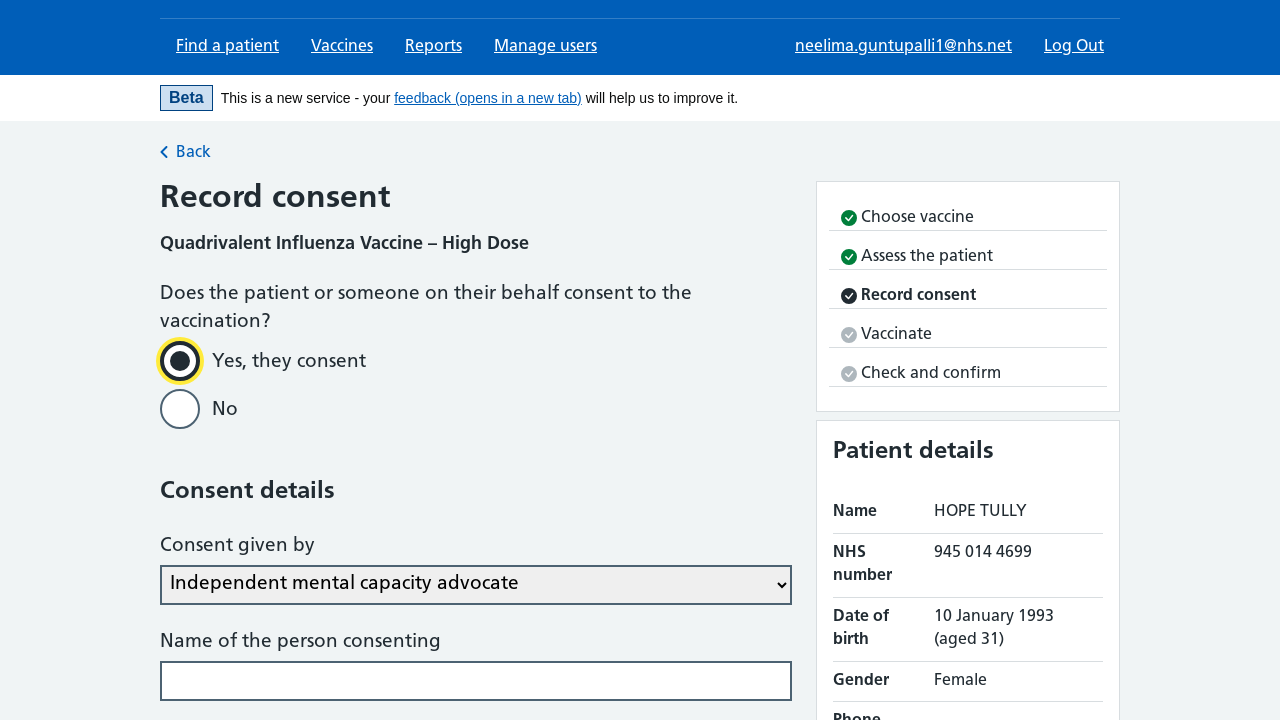 Find a patient
Vaccines
Reports
Manage users
neelima.guntupalli1@nhs.net
Log Out
Beta
This is a new service - your feedback (opens in a new tab) will help us to improve it.
Back
Record consent
Quadrivalent Influenza Vaccine – High Dose
Does the patient or someone on their behalf consent to the
vaccination?
Yes, they consent
No
Consent details
Consent given by
Independent mental capacity advocate
Name of the person consenting
Choose vaccine
Assess the patient
Record consent
Vaccinate
Check and confirm
Patient details
Name HOPE TULLY
NHS 945 014 4699
number
Date of 10 January 1993
birth (aged 31)
Gender Female
Phone